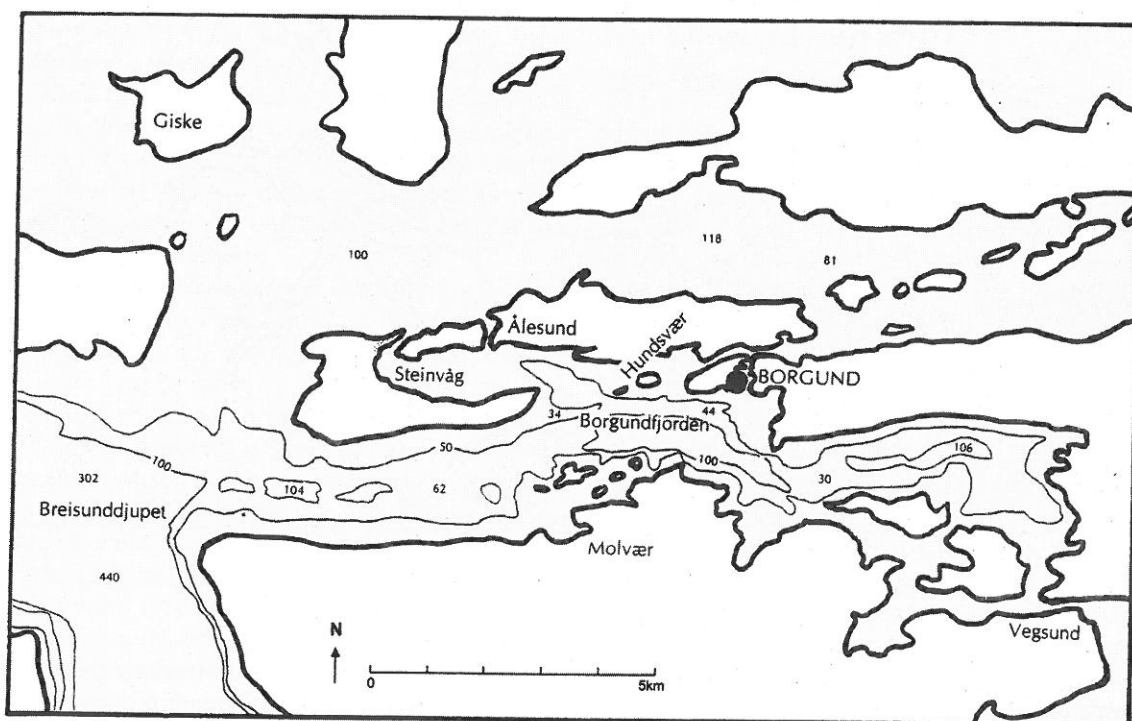 Giske
118
100
81
Ålesund
Hundsvær
Steinvåg
BORGUND
34
44
Borgundfjorden
50
106
100
100
302
104
62
30
Breisunddjupet
Molvær
440
N
Vegsund
0
5km